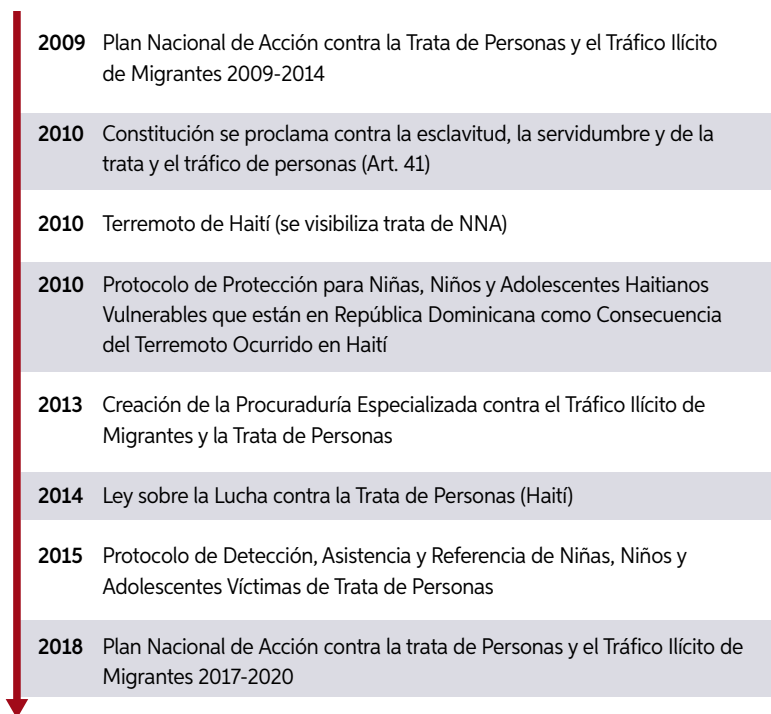 2009 Plan Nacional de Acción contra la Trata de Personas y el Tráfico Ilícito
de Migrantes 2009-2014
2010 Constitución se proclama contra la esclavitud, la servidumbre y de la
trata y el tráfico de personas (Art. 41)
2010 Terremoto de Haití (se visibiliza trata de NNA)
2010 Protocolo de Protección para Niñas, Niños y Adolescentes Haitianos
Vulnerables que están en República Dominicana como Consecuencia
del Terremoto Ocurrido en Haití
2013 Creación de la Procuraduría Especializada contra el Tráfico Ilícito de
Migrantes y la Trata de Personas
2014 Ley sobre la Lucha contra la Trata de Personas (Haití)
2015 Protocolo de Detección, Asistencia y Referencia de Niñas, Niños y
Adolescentes Víctimas de Trata de Personas
2018 Plan Nacional de Acción contra la trata de Personas y el Tráfico Ilícito de
Migrantes 2017-2020